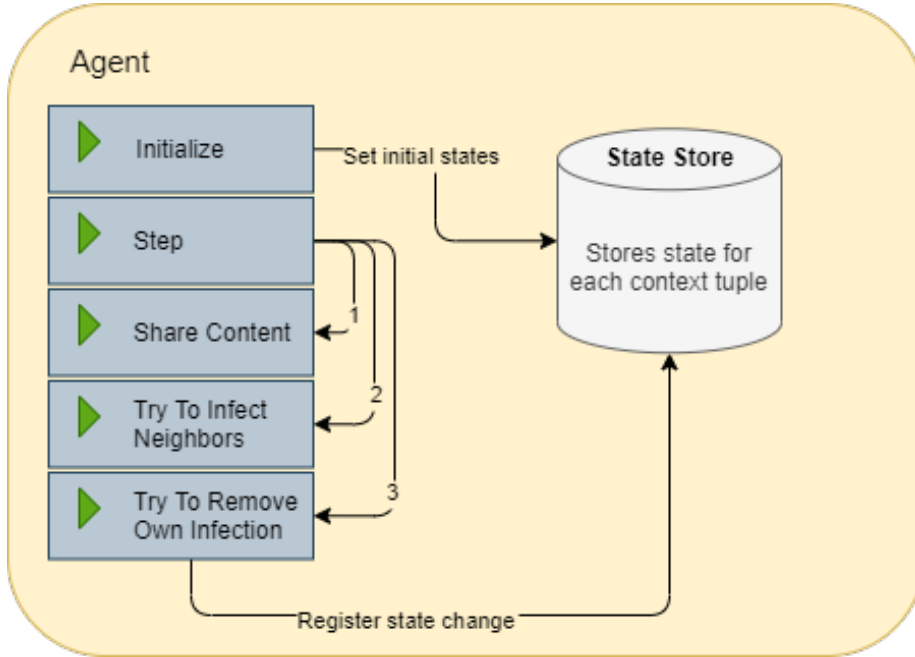 Agent
Initialize
Set initial states
State Store
Step
Stores state for
each context tuple
Share Content
1
Try To Infect
Neighbors
2
Try To Remove
Own Infection
3
Register state change